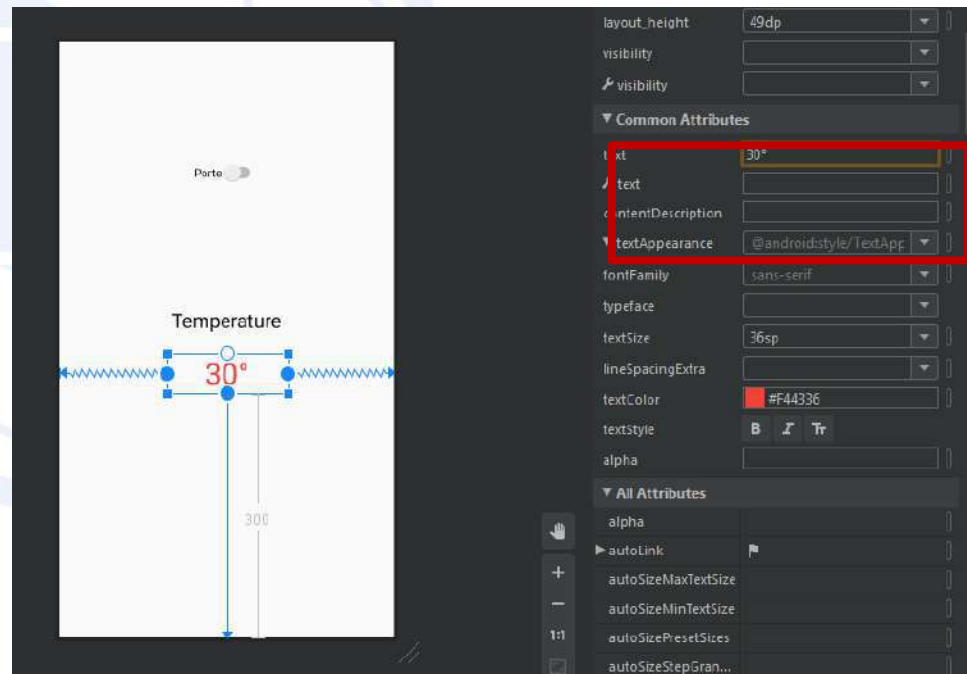 Porte
Temperature
30°
300
1:1
layout_height 49dp
visibility
visibility
Common Attributes
text 30°
text
contentDescription
textAppearance @android:style/TextApp
fontFamily sans-serif
typeface
textSize 36sp
lineSpacingExtra
textColor #F44336
textStyle B I Tr
alpha
All Attributes
alpha
autoLink
autoSizeMaxTextSize
autoSizeMinTextSize
autoSizePresetSizes
autoSizeStepGran...